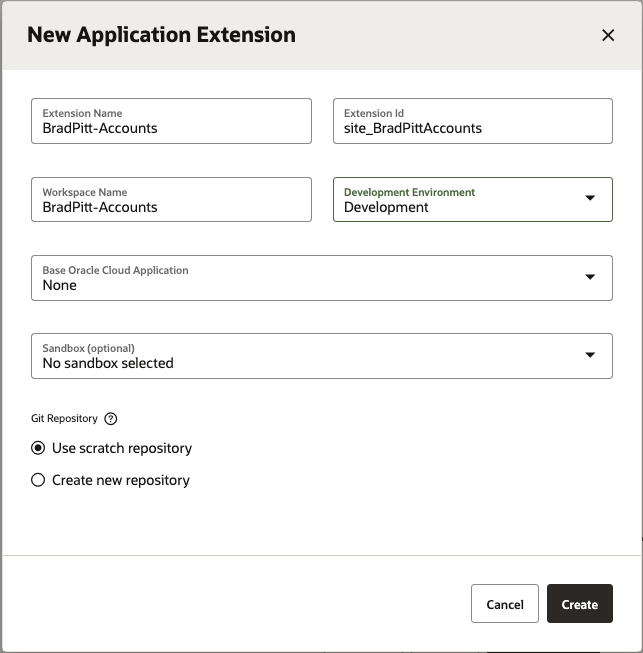 New Application Extension
Extension Name
BradPitt-Accounts
Extension Id
site_BradPittAccounts
Workspace Name
BradPitt-Accounts
Development Environment
Development
Base Oracle Cloud Application
None
Sandbox (optional)
No sandbox selected
Git Repository ?
Use scratch repository
Create new repository
Cancel
Create